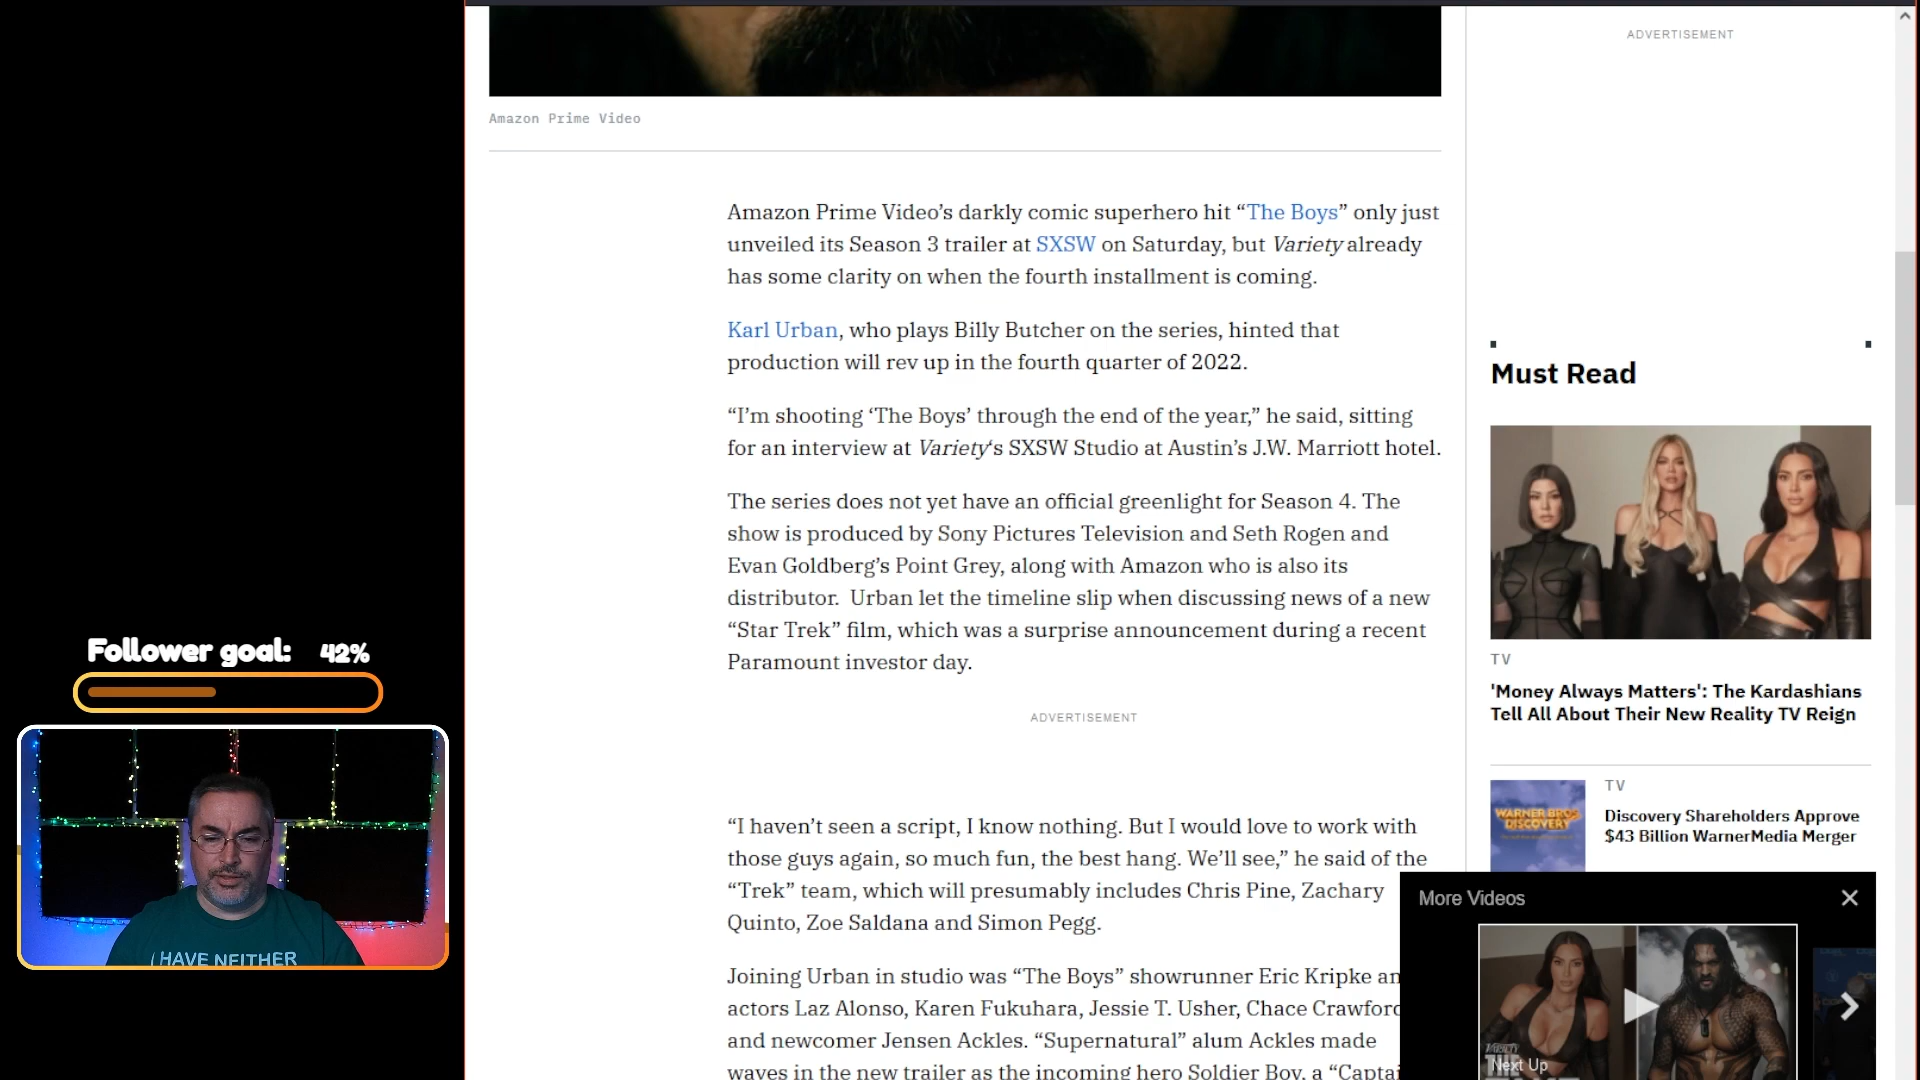 ADVERTISEMENT
Amazon Prime Video
Amazon Prime Video’s darkly comic superhero hit “The Boys” only just
unveiled its Season 3 trailer at SXSW on Saturday, but Variety already
has some clarity on when the fourth installment is coming.
Karl Urban, who plays Billy Butcher on the series, hinted that
production will rev up in the fourth quarter of 2022.
“I’m shooting ‘The Boys’ through the end of the year,” he said, sitting
for an interview at Variety‘s SXSW Studio at Austin’s J.W. Marriott hotel.
The series does not yet have an official greenlight for Season 4. The
show is produced by Sony Pictures Television and Seth Rogen and
Evan Goldberg’s Point Grey, along with Amazon who is also its
distributor.  Urban let the timeline slip when discussing news of a new
“Star Trek” film, which was a surprise announcement during a recent
Paramount investor day.
ADVERTISEMENT
“I haven’t seen a script, I know nothing. But I would love to work with
those guys again, so much fun, the best hang. We’ll see,” he said of the
“Trek” team, which will presumably includes Chris Pine, Zachary
Quinto, Zoe Saldana and Simon Pegg.
Joining Urban in studio was “The Boys” showrunner Eric Kripke an
actors Laz Alonso, Karen Fukuhara, Jessie T. Usher, Chace Crawford
and newcomer Jensen Ackles. “Supernatural” alum Ackles made
waves in the new trailer as the incoming hero Soldier Boy, a “Captai
Must Read
TV
'Money Always Matters': The Kardashians
Tell All About Their New Reality TV Reign
WARNER BROS.
DISCOVERY
TV
Discovery Shareholders Approve
$43 Billion WarnerMedia Merger
More Videos
VARIETY
THE
Next Up
Follower goal: 42%
I HAVE NEITHER